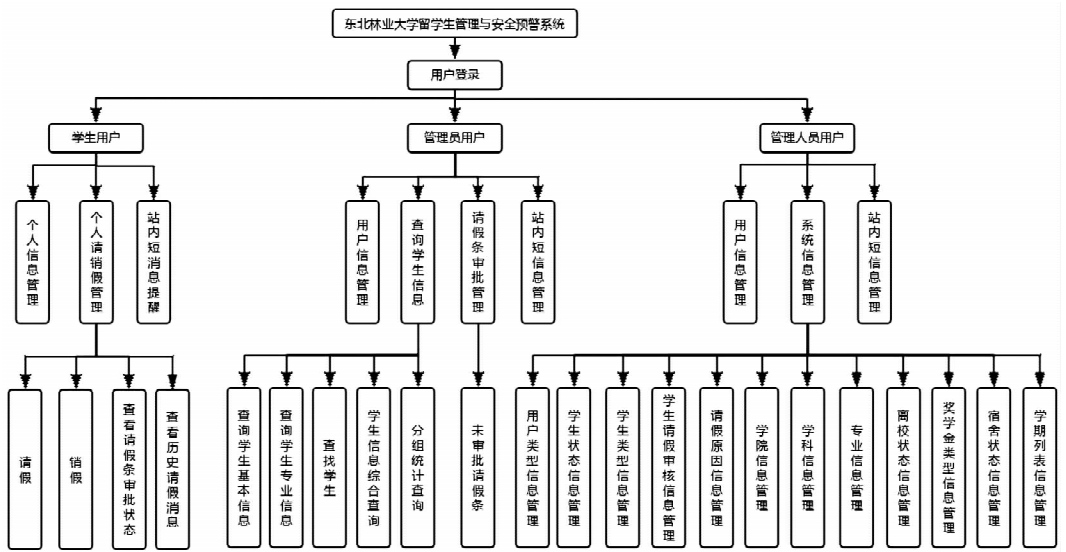 东北林业大学留学生管理与安全预警系统
用户登录
学生用户
管理员用户
管理人员用户
个人信息管理
个人请销假管理
站内短消息提醒
用户信息管理
查询学生信息
请假条审批管理
站内短信息管理
用户信息管理
系统信息管理
站内短信息管理
请假
销假
查看请假条审批状态
查看历史请假消息
查询学生基本信息
查询学生专业信息
查找学生
学生信息综合查询
分组统计查询
未审批请假条
用户类型信息管理
学生状态信息管理
学生类型信息管理
学生请假审核信息管理
请假原因信息管理
学院信息管理
学科信息管理
专业信息管理
离校状态信息管理
奖学金类型信息管理
宿舍状态信息管理
学期列表信息管理